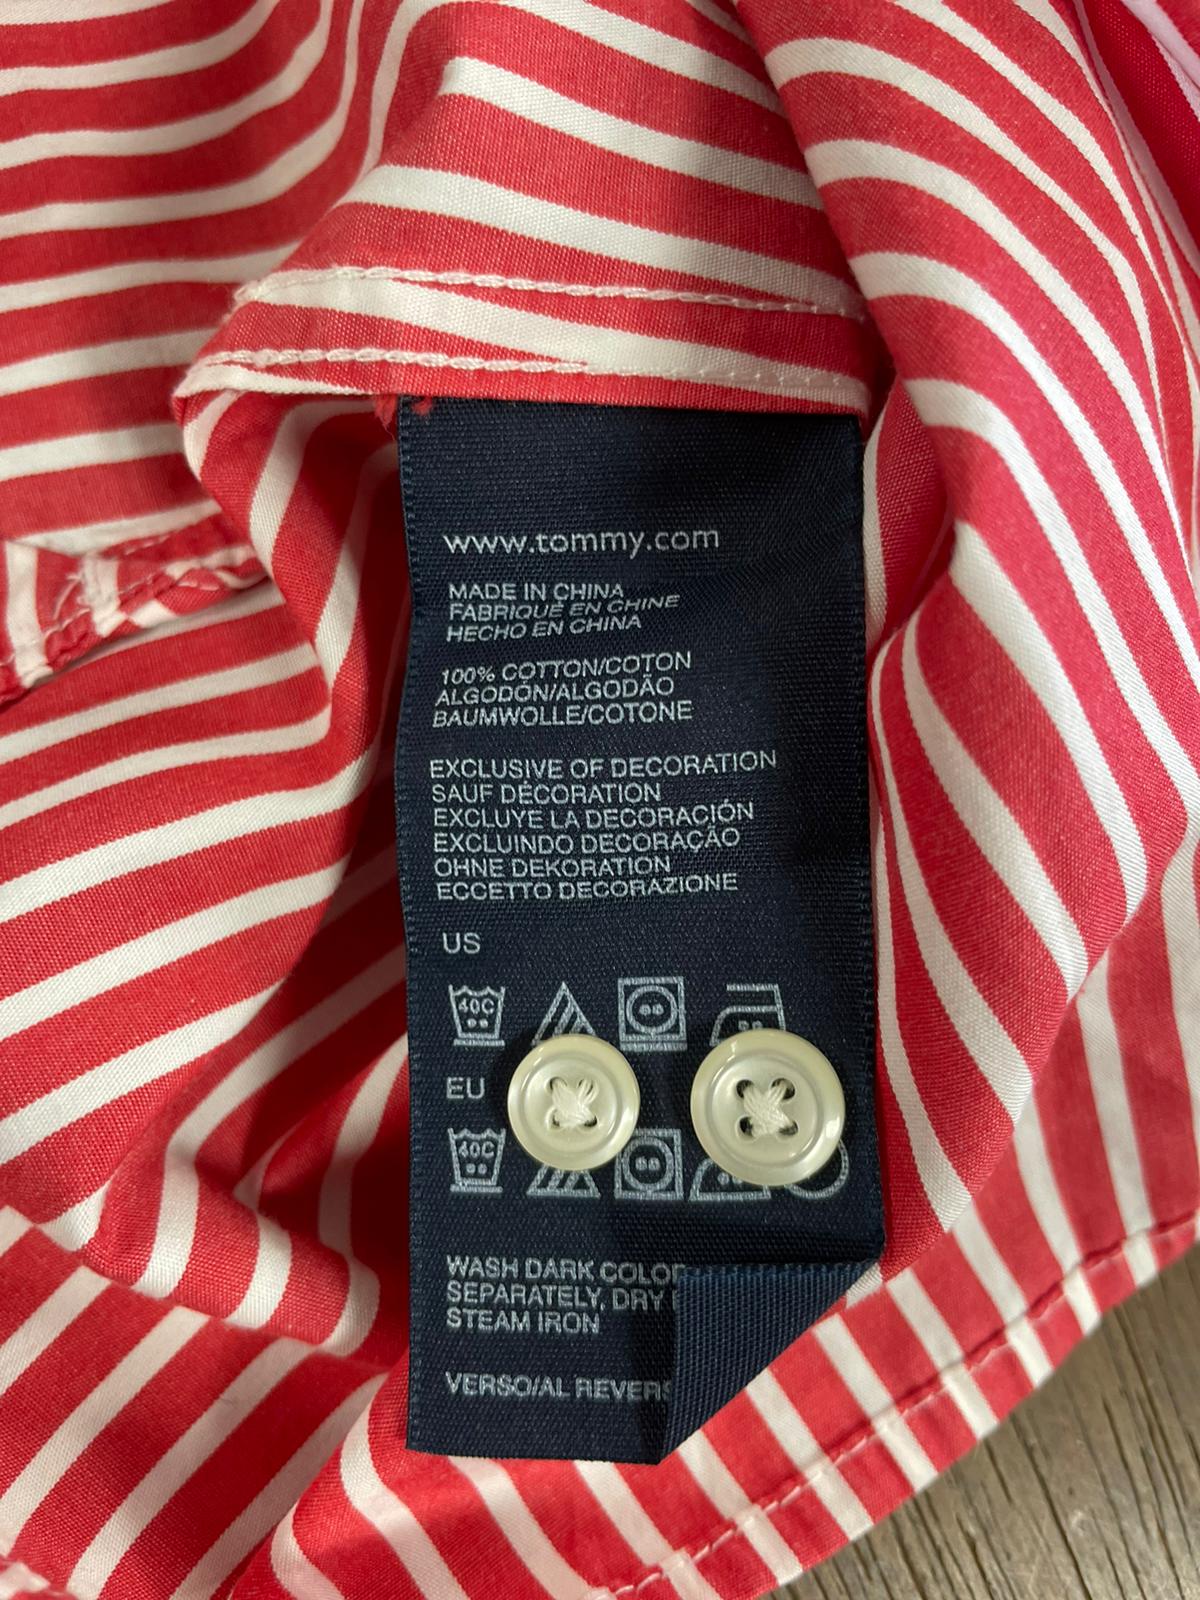 www.tommy.com
MADE IN CHINA
FABRIQUÉ EN CHINE
HECHO EN CHINA
100% COTTON/COTON
ALGODÓN/ALGODÃO
BAUMWOLLE/COTONE
EXCLUSIVE OF DECORATION
SAUF DÉCORATION
EXCLUYE LA DECORACIÓN
EXCLUINDO DECORAÇÃO
OHNE DEKORATION
ECCETTO DECORAZIONE
US
40C
EU
40C
WASH DARK
SEPARATELY, DRY
STEAM IRON
VERSO/AL